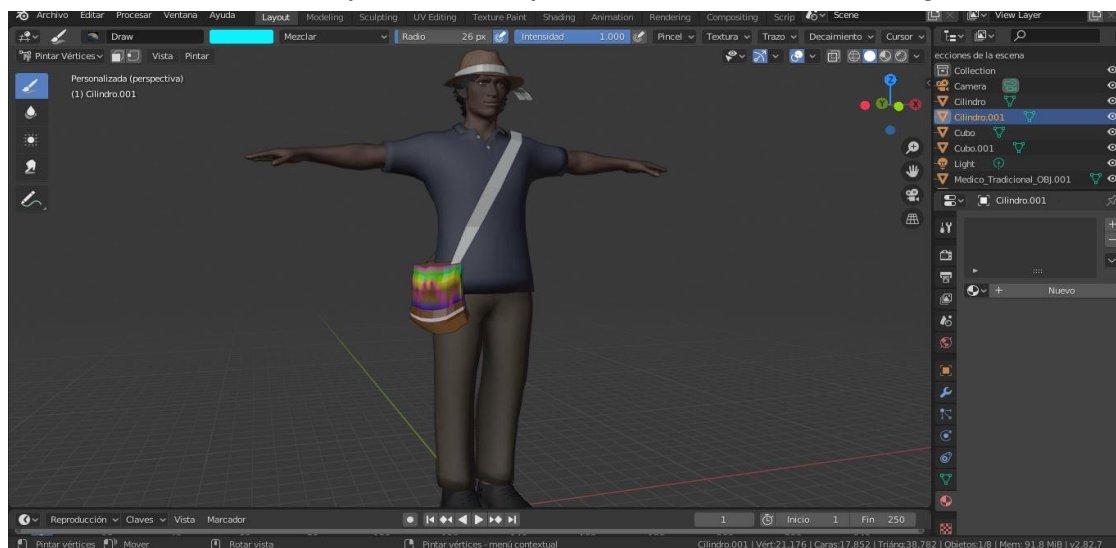 Archivo Editar Procesar Ventana Ayuda Layout Modeling Sculpting UV Editing Texture Paint Shading Animation Rendering Compositing Scrip Scene View Layer
Draw Mezclar Radio 26 px Intensidad 1.000 Pincel Textura Trazo Decaimiento Cursor
Pintar Vértices Vista Pintar
Personalizada (perspectiva)
(1) Cilindro.001
Z
Y
X
ecciones de la escena
Collection
Camera
Cilindro
Cilindro.001
Cubo
Cubo.001
Light
Medico_Tradicional_OBJ.001
Cilindro.001
Nuevo
Reproducción Claves Vista Marcador 1 Inicio 1 Fin 250
Pintar vértices Mover Rotar vista Pintar vértices - menú contextual Cilindro.001 | Vért:21.176 | Caras:17.852 | Triáng:38.782 | Objetos:1/8 | Mem: 91.8 MiB | v2.82.7